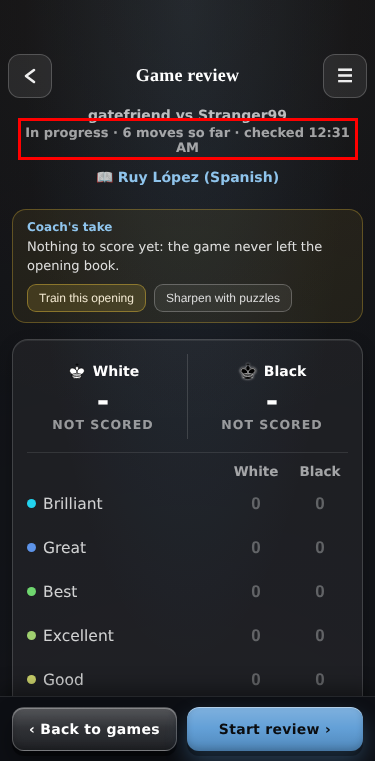 Game review
gatefriend vs Stranger99
In progress · 6 moves so far · checked 12:31
AM
📖 Ruy López (Spanish)
Coach's take
Nothing to score yet: the game never left the
opening book.
Train this opening
Sharpen with puzzles
White
Black
-
-
NOT SCORED
NOT SCORED
White Black
Brilliant 0 0
Great 0 0
Best 0 0
Excellent 0 0
Good 0 0
‹ Back to games
Start review ›